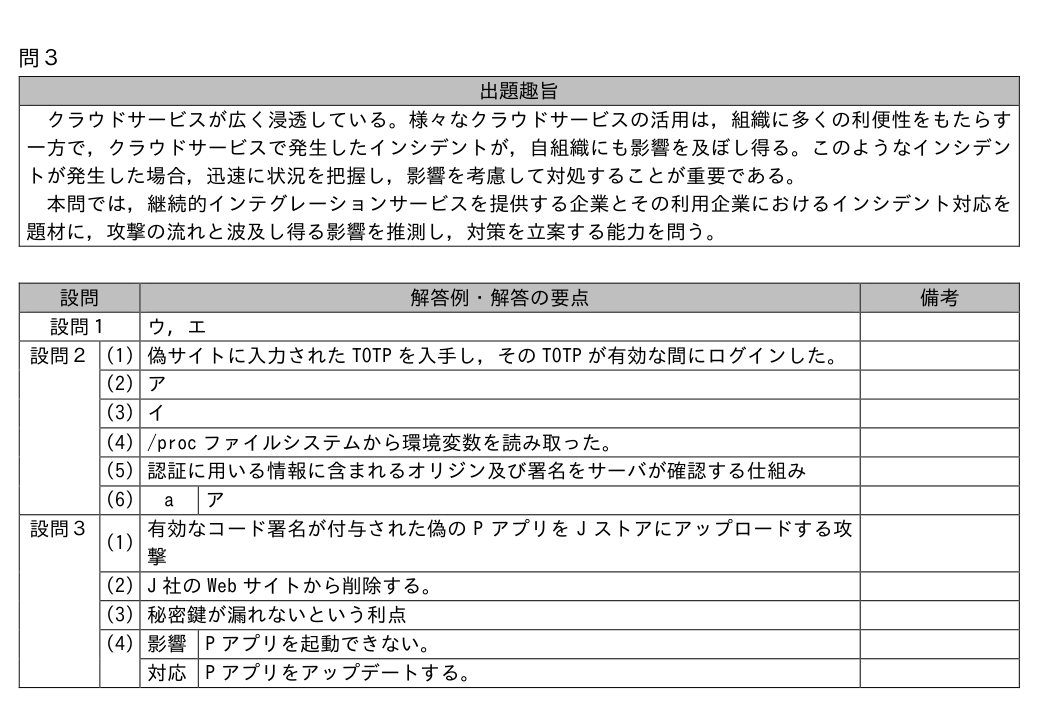 問３
出題趣旨
　クラウドサービスが広く浸透している。様々なクラウドサービスの活用は，組織に多くの利便性をもたらす
一方で，クラウドサービスで発生したインシデントが，自組織にも影響を及ぼし得る。このようなインシデン
トが発生した場合，迅速に状況を把握し，影響を考慮して対処することが重要である。
　本問では，継続的インテグレーションサービスを提供する企業とその利用企業におけるインシデント対応を
題材に，攻撃の流れと波及し得る影響を推測し，対策を立案する能力を問う。
設問 解答例・解答の要点 備考
設問１ ウ，エ
設問２ (1) 偽サイトに入力された TOTP を入手し，その TOTP が有効な間にログインした。
(2) ア
(3) イ
(4) /proc ファイルシステムから環境変数を読み取った。
(5) 認証に用いる情報に含まれるオリジン及び署名をサーバが確認する仕組み
(6) a ア
設問３ (1) 有効なコード署名が付与された偽の P アプリを J ストアにアップロードする攻
撃
(2) J 社の Web サイトから削除する。
(3) 秘密鍵が漏れないという利点
(4) 影響 P アプリを起動できない。
対応 P アプリをアップデートする。